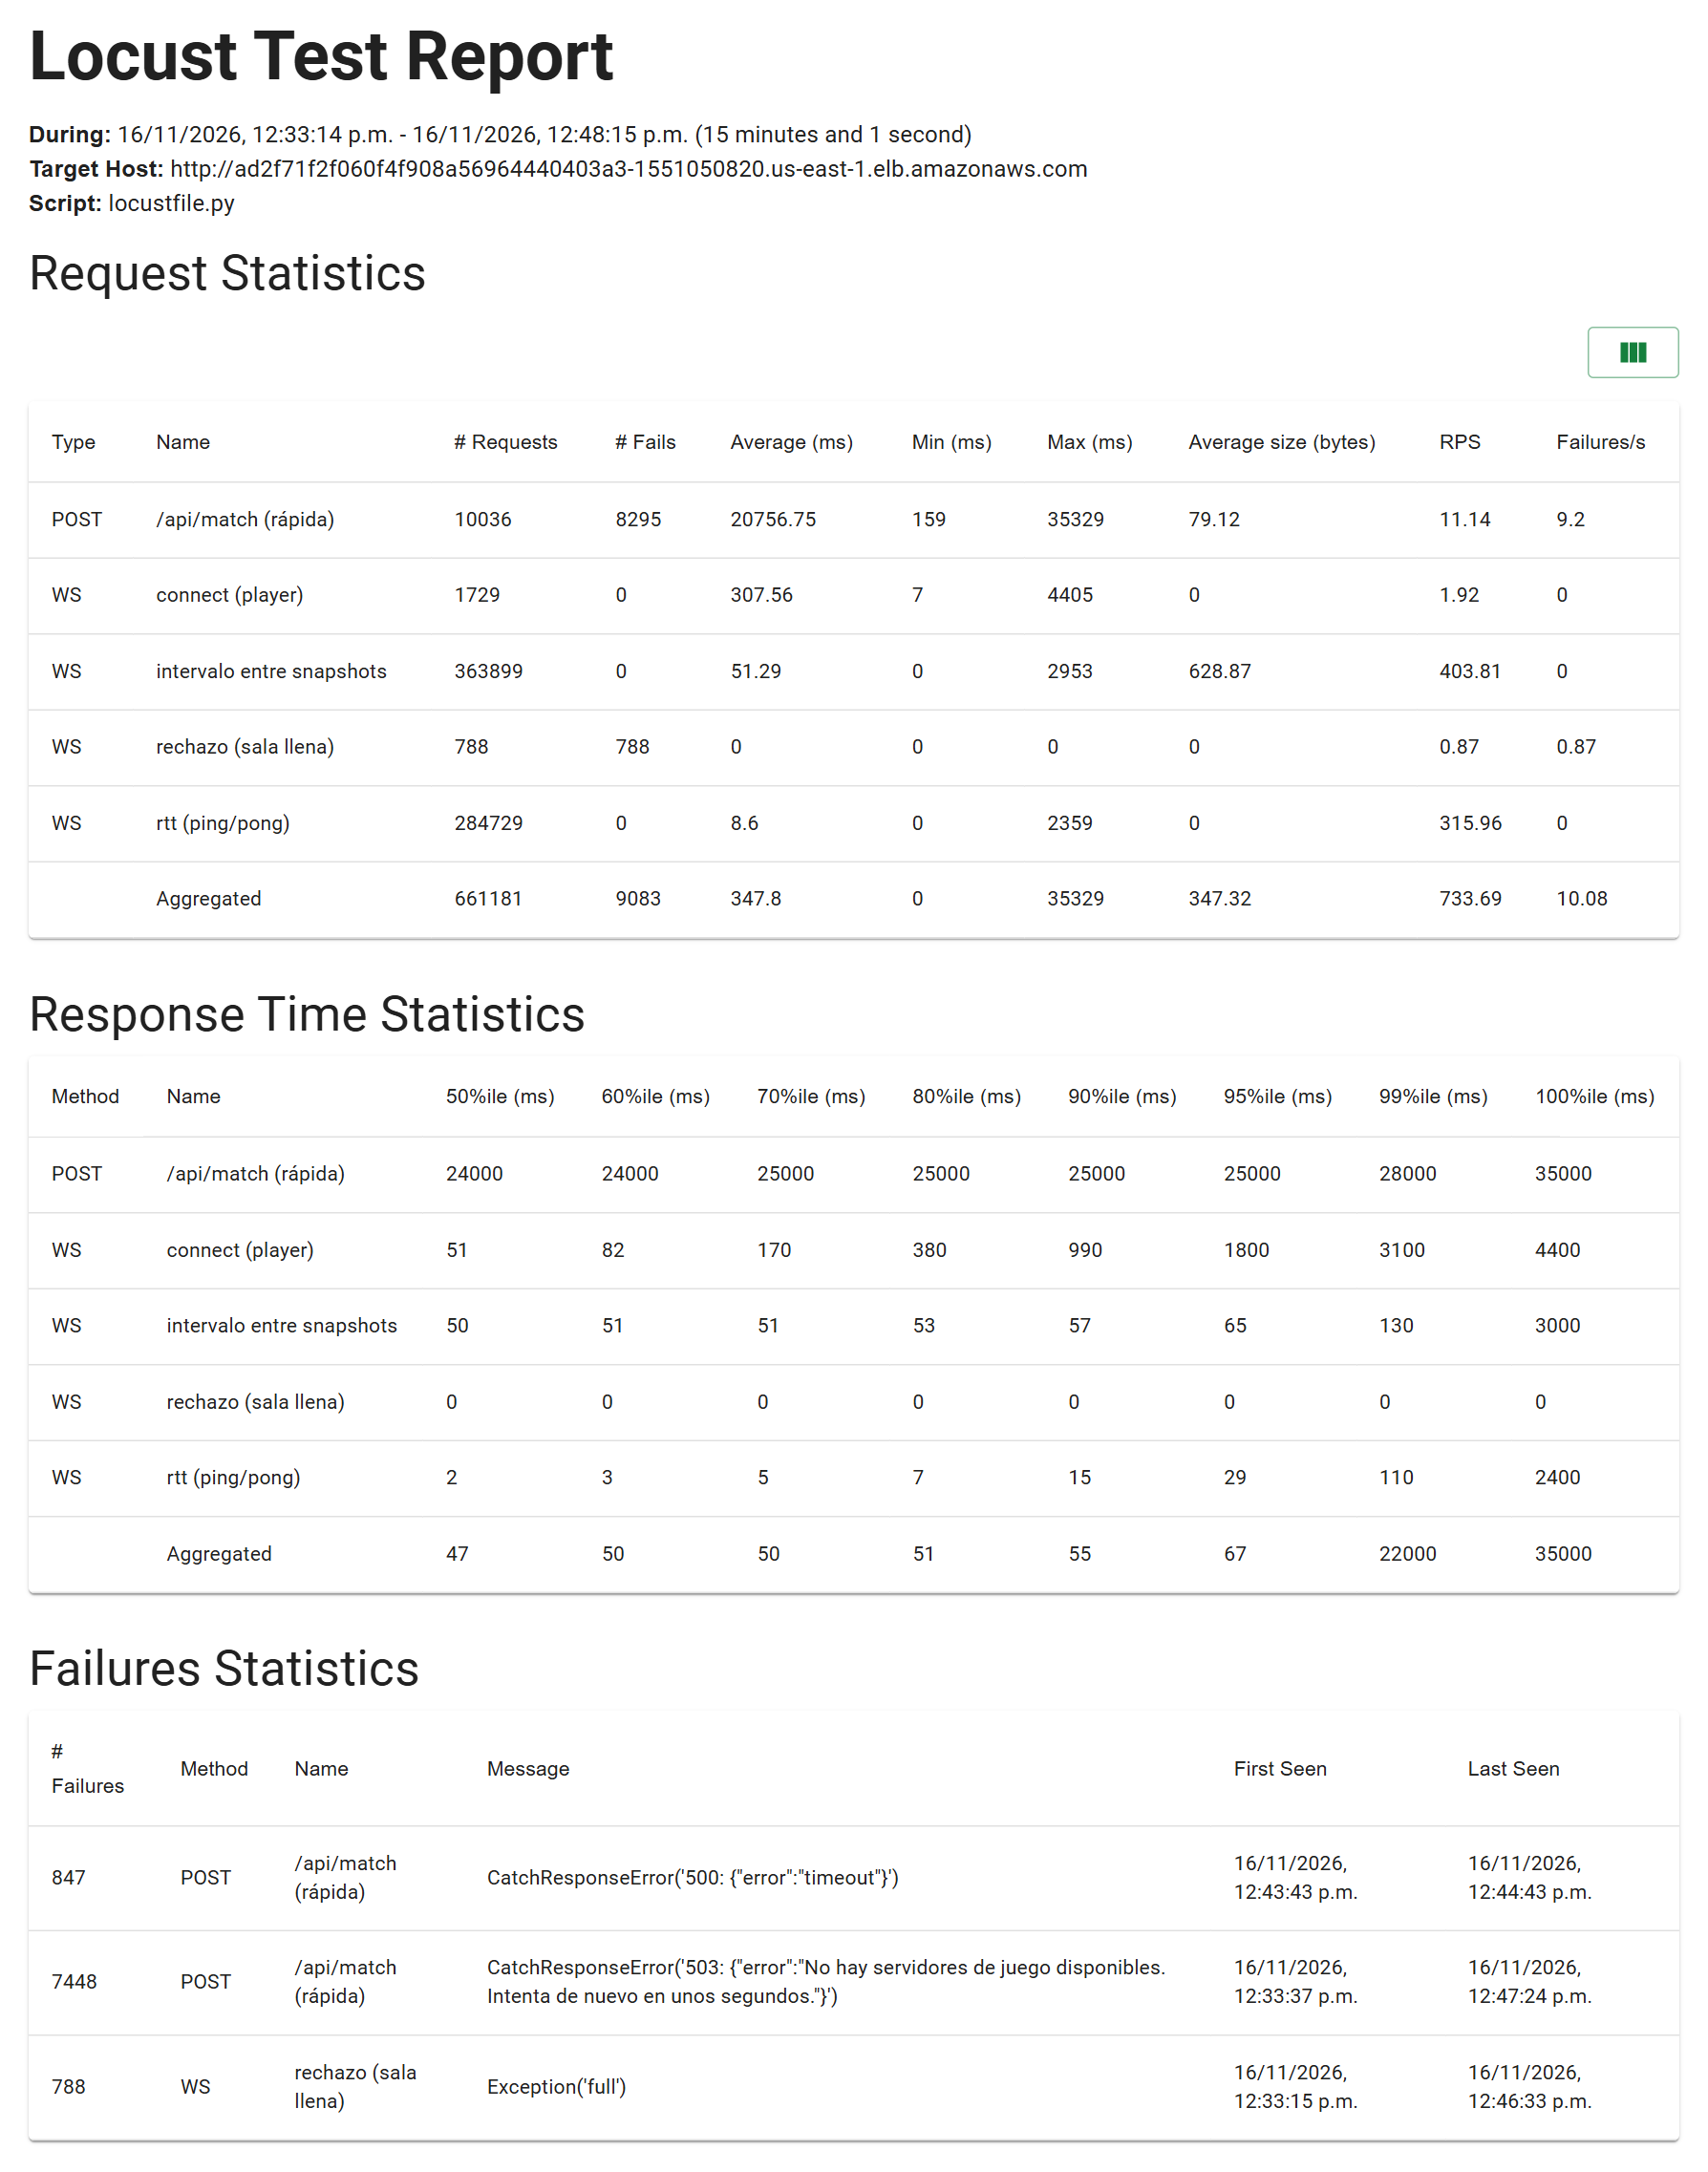 Locust Test Report
During: 16/11/2026, 12:33:14 p.m. - 16/11/2026, 12:48:15 p.m. (15 minutes and 1 second)
Target Host: http://ad2f71f2f060f4f908a56964440403a3-1551050820.us-east-1.elb.amazonaws.com
Script: locustfile.py
Request Statistics
Type Name # Requests # Fails Average (ms) Min (ms) Max (ms) Average size (bytes) RPS Failures/s
POST /api/match (rápida) 10036 8295 20756.75 159 35329 79.12 11.14 9.2
WS connect (player) 1729 0 307.56 7 4405 0 1.92 0
WS intervalo entre snapshots 363899 0 51.29 0 2953 628.87 403.81 0
WS rechazo (sala llena) 788 788 0 0 0 0 0.87 0.87
WS rtt (ping/pong) 284729 0 8.6 0 2359 0 315.96 0
Aggregated 661181 9083 347.8 0 35329 347.32 733.69 10.08
Response Time Statistics
Method Name 50%ile (ms) 60%ile (ms) 70%ile (ms) 80%ile (ms) 90%ile (ms) 95%ile (ms) 99%ile (ms) 100%ile (ms)
POST /api/match (rápida) 24000 24000 25000 25000 25000 25000 28000 35000
WS connect (player) 51 82 170 380 990 1800 3100 4400
WS intervalo entre snapshots 50 51 51 53 57 65 130 3000
WS rechazo (sala llena) 0 0 0 0 0 0 0 0
WS rtt (ping/pong) 2 3 5 7 15 29 110 2400
Aggregated 47 50 50 51 55 67 22000 35000
Failures Statistics
# Failures Method Name Message First Seen Last Seen
847 POST /api/match (rápida) CatchResponseError('500: {"error":"timeout"}') 16/11/2026, 12:43:43 p.m. 16/11/2026, 12:44:43 p.m.
7448 POST /api/match (rápida) CatchResponseError('503: {"error":"No hay servidores de juego disponibles. Intenta de nuevo en unos segundos."}') 16/11/2026, 12:33:37 p.m. 16/11/2026, 12:47:24 p.m.
788 WS rechazo (sala llena) Exception('full') 16/11/2026, 12:33:15 p.m. 16/11/2026, 12:46:33 p.m.